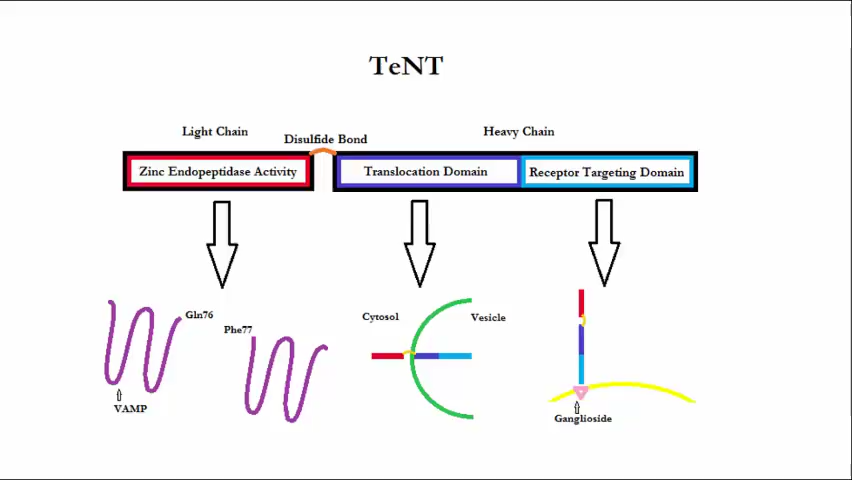 TeNT
Light Chain
Disulfide Bond
Heavy Chain
Zinc Endopeptidase Activity
Translocation Domain
Receptor Targeting Domain
Gln76
Phe77
VAMP
Cytosol
Vesicle
Ganglioside